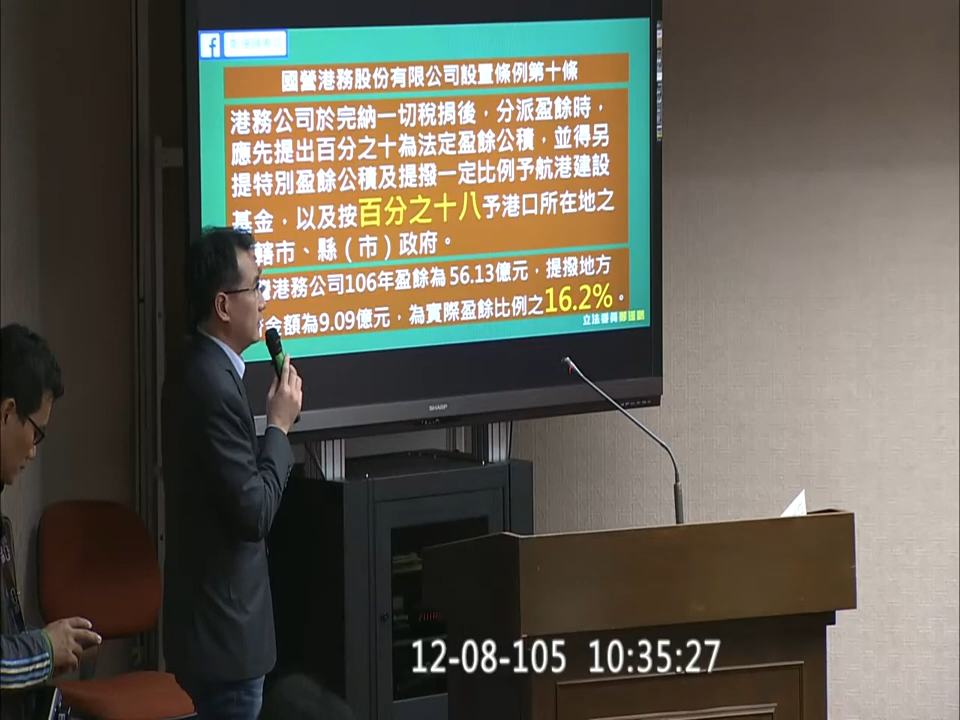 國營港務股份有限公司設置條例第十條
港務公司於完納一切稅捐後，分派盈餘時，
應先提出百分之十為法定盈餘公積，並得另
提特別盈餘公積及提撥一定比例予航港建設
基金，以及按百分之十八予港口所在地之
轄市、縣（市）政府。
港務公司106年盈餘為56.13億元，提撥地方
金額為9.09億元，為實際盈餘比例之16.2%。
立法委員
SHARP
12-08-105 10:35:27